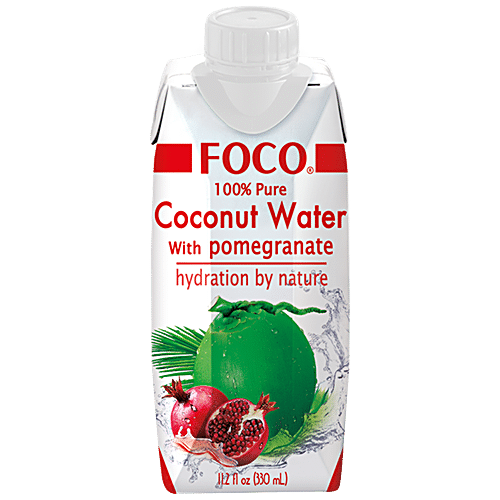 FOCO®
100% Pure
Coconut Water
With pomegranate
hydration by nature
11.2 fl oz (330 mL)